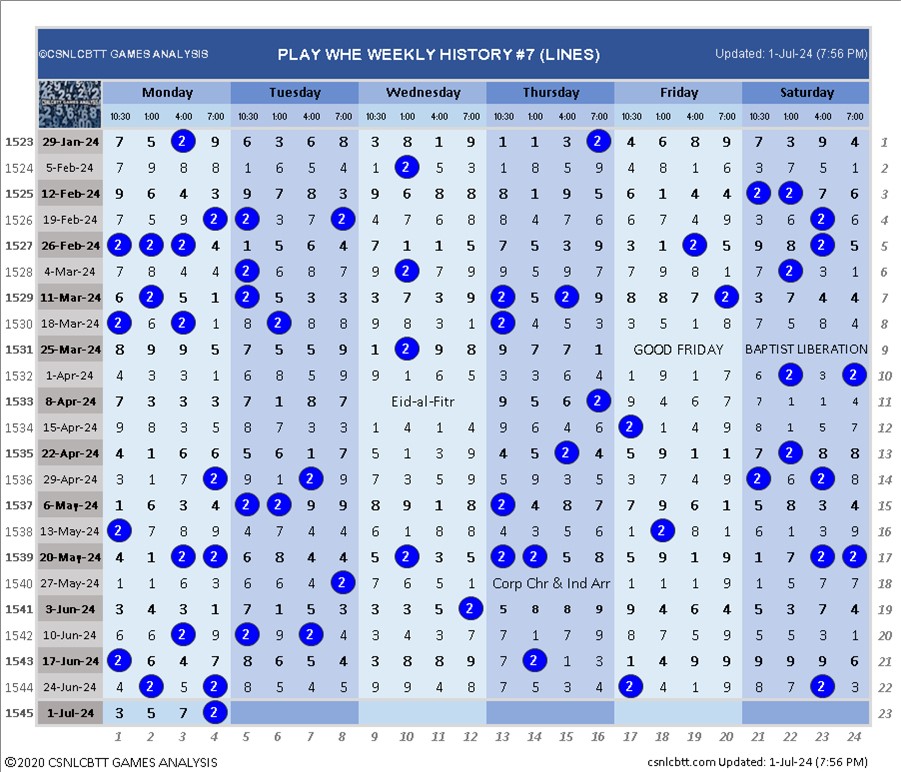 ©CSNLCBTT GAMES ANALYSIS PLAY WHE WEEKLY HISTORY #7 (LINES) Updated: 1-Jul-24 (7:56 PM)
Monday Tuesday Wednesday Thursday Friday Saturday
10:30 1:00 4:00 7:00 10:30 1:00 4:00 7:00 10:30 1:00 4:00 7:00 10:30 1:00 4:00 7:00 10:30 1:00 4:00 7:00 10:30 1:00 4:00 7:00
1523 29-Jan-24 7 5 2 9 6 3 6 8 3 8 1 9 1 1 3 2 4 6 8 9 7 3 9 4 1
1524 5-Feb-24 7 9 8 8 1 6 5 4 1 2 5 3 1 8 5 9 4 8 1 6 3 7 5 1 2
1525 12-Feb-24 9 6 4 3 9 7 8 3 9 6 8 8 8 1 9 5 6 1 4 4 2 2 7 6 3
1526 19-Feb-24 7 5 9 2 2 3 7 2 4 7 6 8 8 4 7 6 6 7 4 9 3 6 2 6 4
1527 26-Feb-24 2 2 2 4 1 5 6 4 7 1 1 5 7 5 3 9 3 1 2 5 9 8 2 5 5
1528 4-Mar-24 7 8 4 4 2 6 8 7 9 2 7 9 9 5 9 7 7 9 8 1 7 2 3 1 6
1529 11-Mar-24 6 2 5 1 2 5 3 3 3 7 3 9 2 5 2 9 8 8 7 2 3 7 4 4 7
1530 18-Mar-24 2 6 2 1 8 2 8 8 9 8 3 1 2 4 5 3 3 5 1 8 7 5 8 4 8
1531 25-Mar-24 8 9 9 5 7 5 5 9 1 2 9 8 9 7 7 1 GOOD FRIDAY BAPTIST LIBERATION 9
1532 1-Apr-24 4 3 3 1 6 8 5 9 9 1 6 5 3 3 6 4 1 9 1 7 6 2 3 2 10
1533 8-Apr-24 7 3 3 3 7 1 8 7 Eid-al-Fitr 9 5 6 2 9 4 6 7 7 1 1 4 11
1534 15-Apr-24 9 8 3 5 8 7 3 3 1 4 1 4 9 6 4 6 2 1 4 9 8 1 5 7 12
1535 22-Apr-24 4 1 6 6 5 6 1 7 5 1 3 9 4 5 2 4 5 9 1 1 7 2 8 8 13
1536 29-Apr-24 3 1 7 2 9 1 2 9 7 3 9 3 5 9 3 5 3 7 4 9 2 6 2 8 14
1537 6-May-24 1 6 3 4 2 2 9 9 8 9 1 8 2 4 8 7 7 9 6 1 5 8 3 4 15
1538 13-May-24 2 7 8 9 4 7 4 4 6 1 8 8 4 3 5 6 1 2 8 1 6 1 3 9 16
1539 20-May-24 4 1 2 2 6 8 4 4 5 2 3 5 2 2 5 8 5 9 1 9 1 7 2 2 17
1540 27-May-24 1 1 6 3 6 6 4 2 7 6 5 1 Corp Chr & Ind Arr 1 1 1 9 1 5 7 7 18
1541 3-Jun-24 3 4 3 1 7 1 5 3 3 3 5 2 5 8 8 9 9 4 6 4 5 3 7 4 19
1542 10-Jun-24 6 6 2 9 2 9 2 4 3 4 3 7 7 1 7 9 8 7 5 9 5 5 3 1 20
1543 17-Jun-24 2 6 4 7 8 6 5 4 3 8 8 9 7 2 1 3 1 4 9 9 9 9 9 6 21
1544 24-Jun-24 4 2 5 2 8 5 4 5 9 9 4 8 7 5 3 4 2 4 1 9 8 7 2 3 22
1545 1-Jul-24 3 5 7 2 23
1 2 3 4 5 6 7 8 9 10 11 12 13 14 15 16 17 18 19 20 21 22 23 24
©2020 CSNLCBTT GAMES ANALYSIS csnlcbtt.com Updated: 1-Jul-24 (7:56 PM)